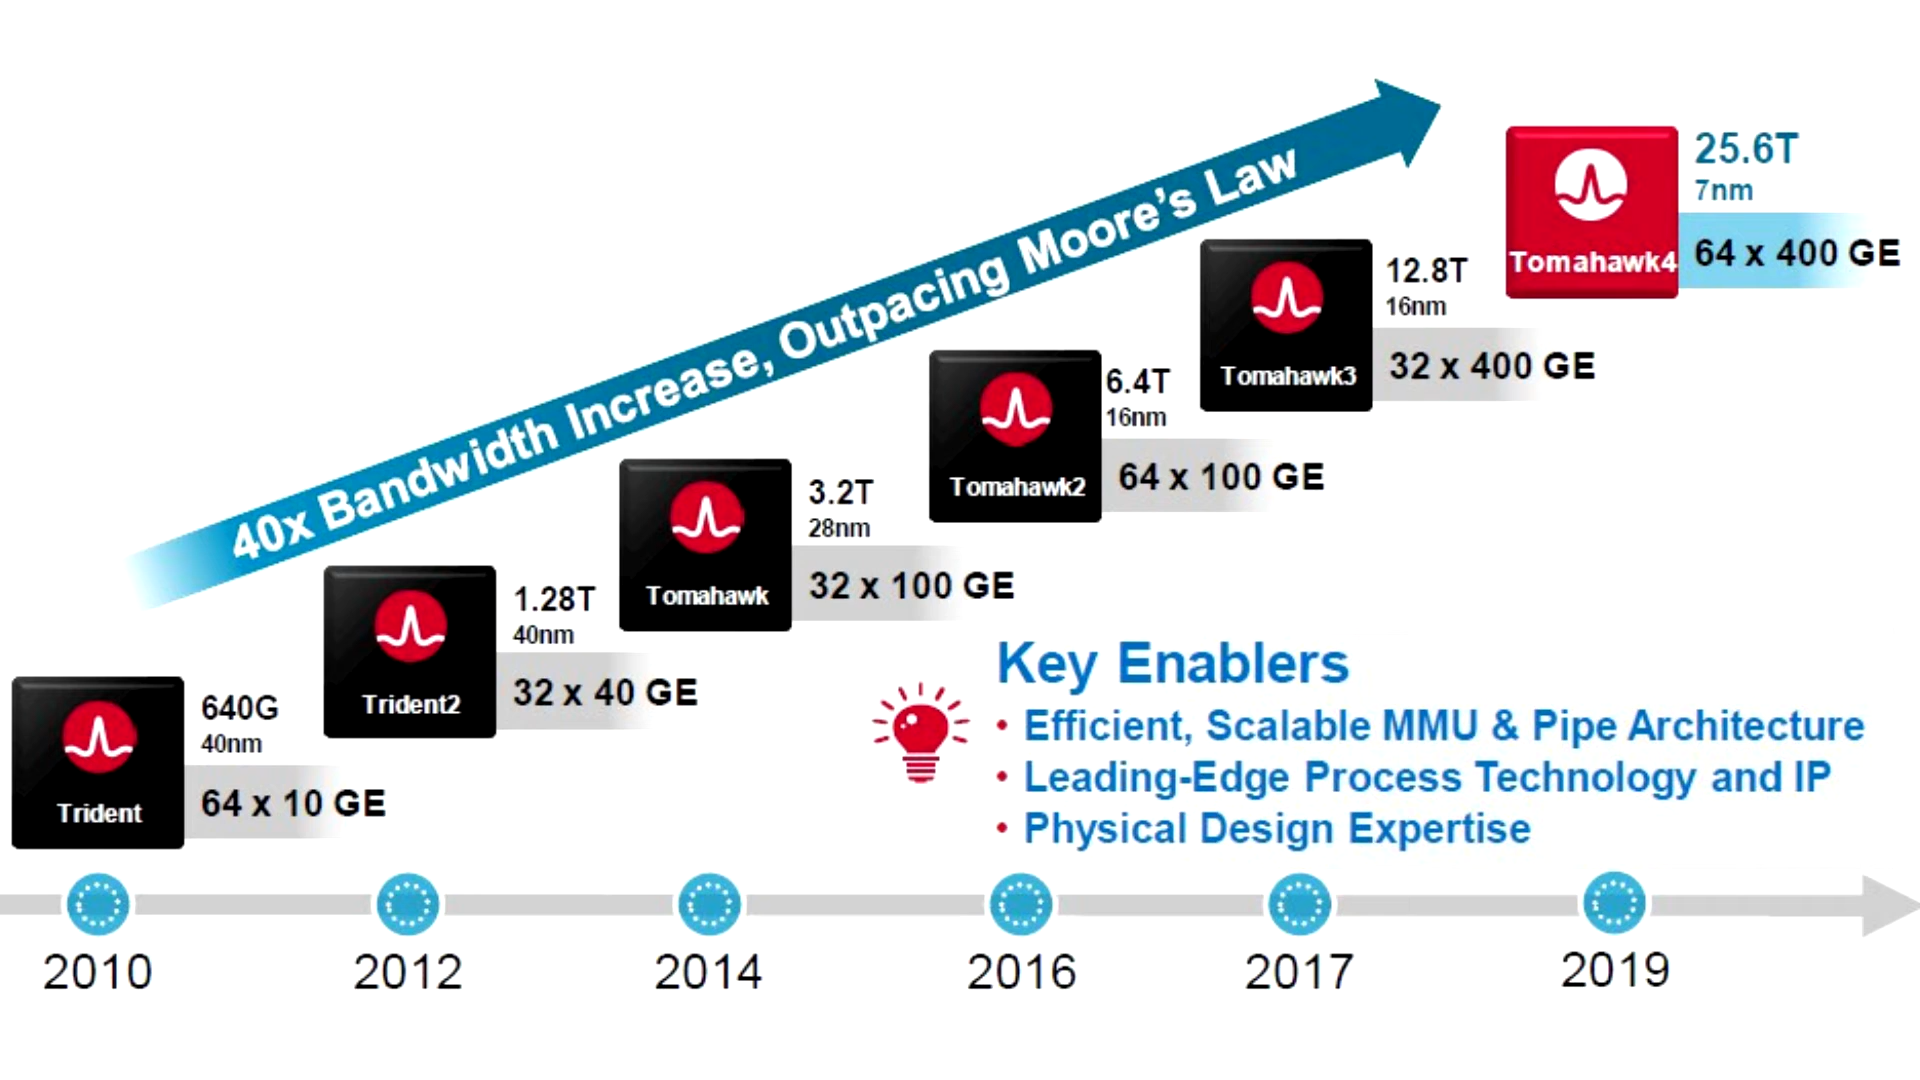 40x Bandwidth Increase, Outpacing Moore's Law
Trident
640G
40nm
64 x 10 GE
Trident2
1.28T
40nm
32 x 40 GE
Tomahawk
3.2T
28nm
32 x 100 GE
Tomahawk2
6.4T
16nm
64 x 100 GE
Tomahawk3
12.8T
16nm
32 x 400 GE
Tomahawk4
25.6T
7nm
64 x 400 GE
Key Enablers
• Efficient, Scalable MMU & Pipe Architecture
• Leading-Edge Process Technology and IP
• Physical Design Expertise
2010
2012
2014
2016
2017
2019